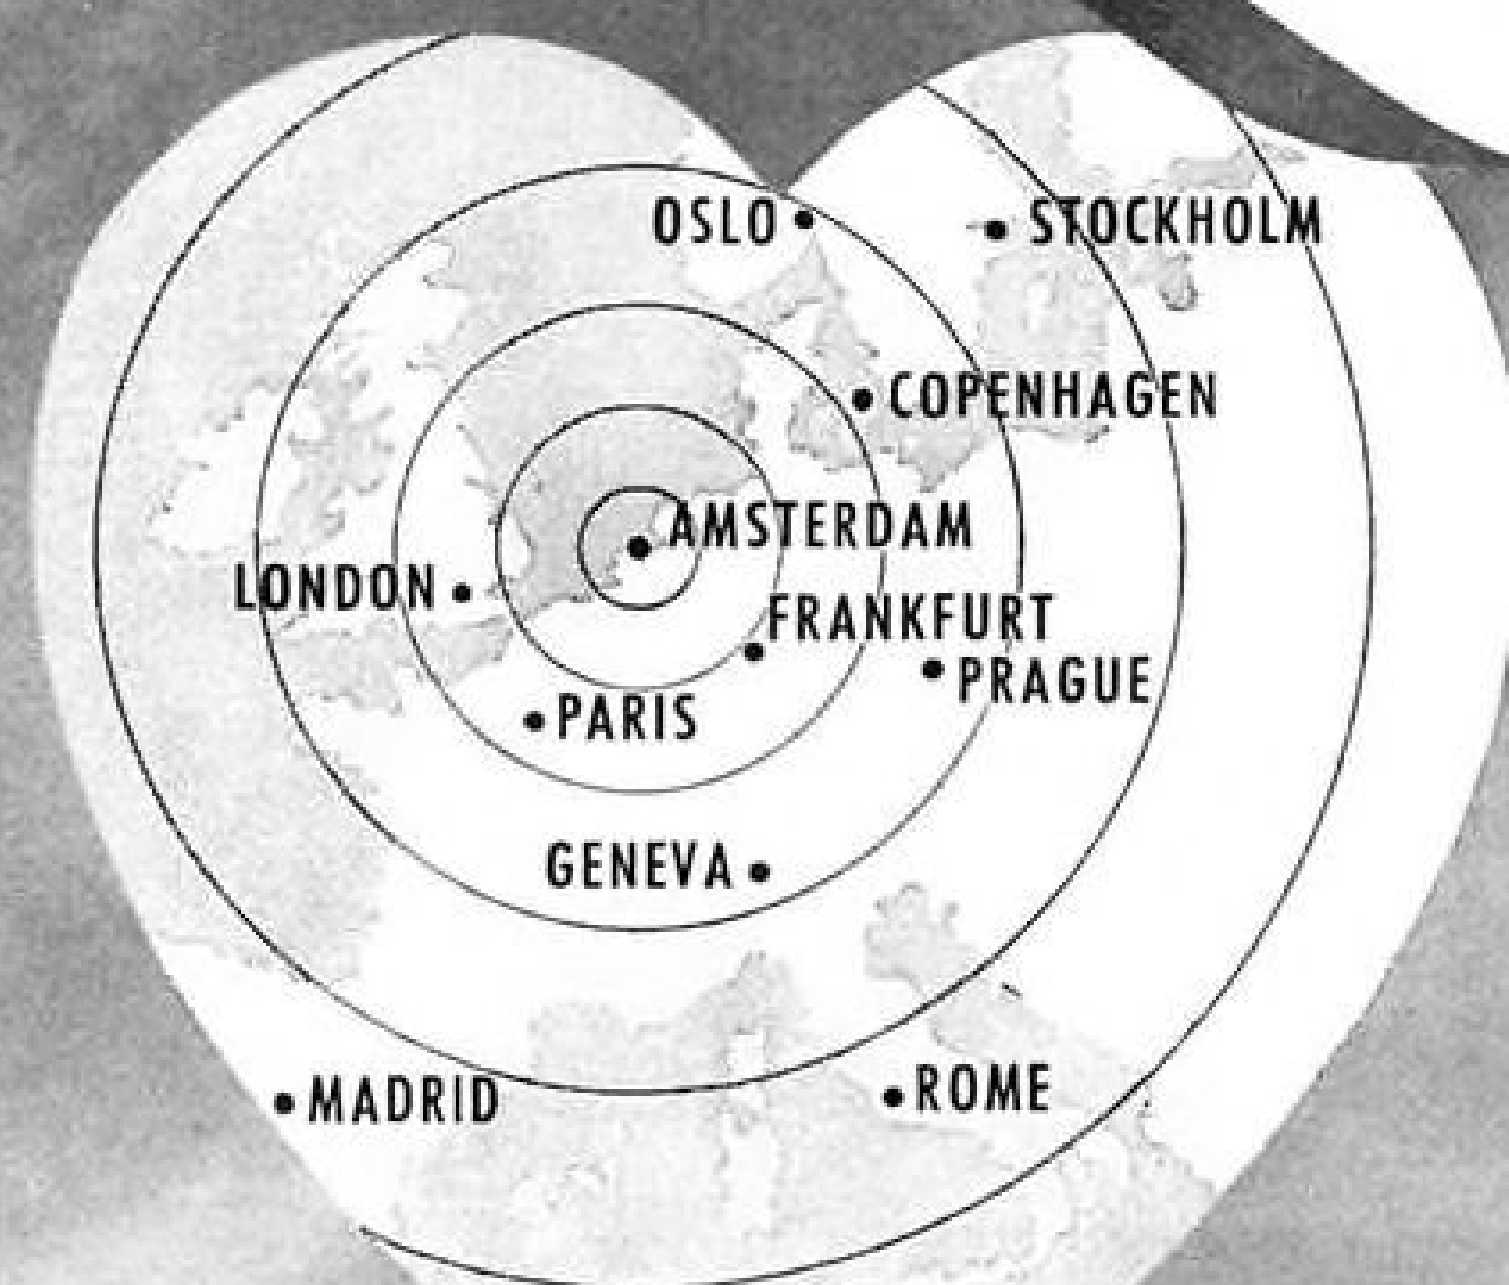 OSLO
STOCKHOLM
COPENHAGEN
AMSTERDAM
LONDON
FRANKFURT
PRAGUE
PARIS
GENEVA
MADRID
ROME